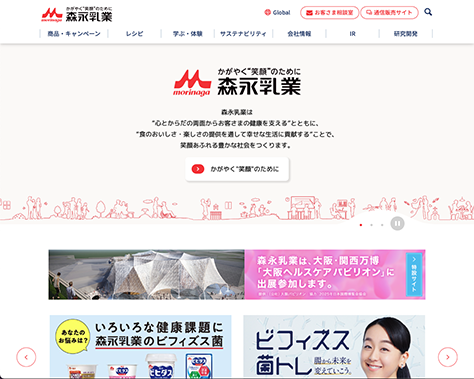 かがやく“笑顔”のために
森永乳業
morinaga
Global
お客さま相談室
通信販売サイト
商品・キャンペーン
レシピ
学ぶ・体験
サステナビリティ
会社情報
IR
研究開発
かがやく“笑顔”のために
森永乳業
morinaga
森永乳業は
“心とからだの両面からお客さまの健康を支える”とともに、
“食のおいしさ・楽しさの提供を通して幸せな生活に貢献する”ことで、
笑顔あふれる豊かな社会をつくります。
かがやく“笑顔”のために
森永乳業は、大阪・関西万博
「大阪ヘルスケアパビリオン」に
出展参加します。
特設サイト
あなたの
お悩みは?
いろいろな健康課題に
森永乳業のビフィズス菌
ビフィズス
菌トレ
腸から未来を
変えていこう。